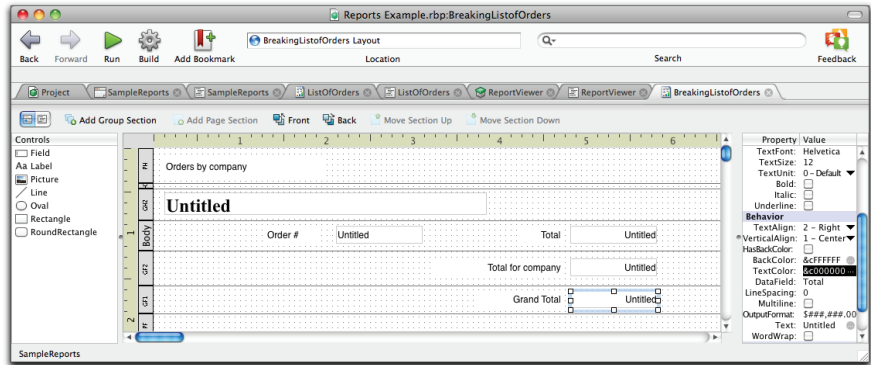 Reports Example.rbp:BreakingListofOrders
BreakingListofOrders Layout
Back Forward Run Build Add Bookmark Location Search Feedback
Project SampleReports SampleReports ListOfOrders ListOfOrders ReportViewer ReportViewer BreakingListofOrders
Add Group Section Add Page Section Front Back Move Section Up Move Section Down
Controls
Field
Aa Label
Picture
Line
Oval
Rectangle
RoundRectangle
1 2 3 4 5 6
Orders by company
GH2 Untitled
1 Body Order # Untitled Total Untitled
GF2 Total for company Untitled
GF1 Grand Total Untitled
2
Property Value
TextFont: Helvetica
TextSize: 12
TextUnit: 0 – Default
Bold:
Italic:
Underline:
Behavior
TextAlign: 2 – Right
VerticalAlign: 1 – Center
HasBackColor:
BackColor: &cFFFFFF
TextColor: &c000000
DataField: Total
LineSpacing: 0
Multiline:
OutputFormat: $###,###.00
Text: Untitled
WordWrap:
SampleReports